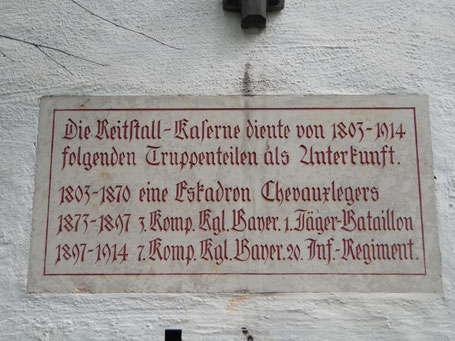 Die Reitstall-Kaserne diente von 1803-1914
folgenden Truppenteilen als Unterkunft.
1803-1870 eine Eskadron Chevauxlegers
1873-1897 3. Komp. Kgl. Bayer. 1. Jäger-Bataillon
1897-1914 7. Komp. Kgl. Bayer. 20. Inf.-Regiment.